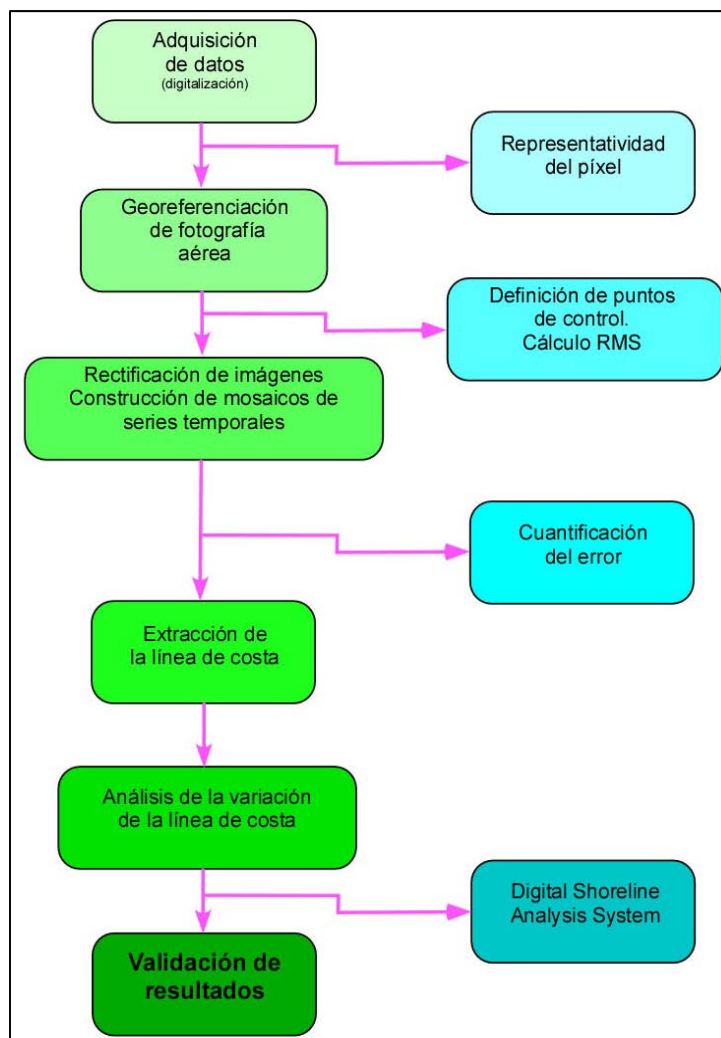 Adquisición
de datos
(digitalización)
Representatividad
del píxel
Georeferenciación
de fotografía
aérea
Definición de puntos
de control.
Cálculo RMS
Rectificación de imágenes
Construcción de mosaicos de
series temporales
Cuantificación
del error
Extracción de
la línea de costa
Análisis de la variación
de la línea de costa
Digital Shoreline
Analysis System
Validación de
resultados